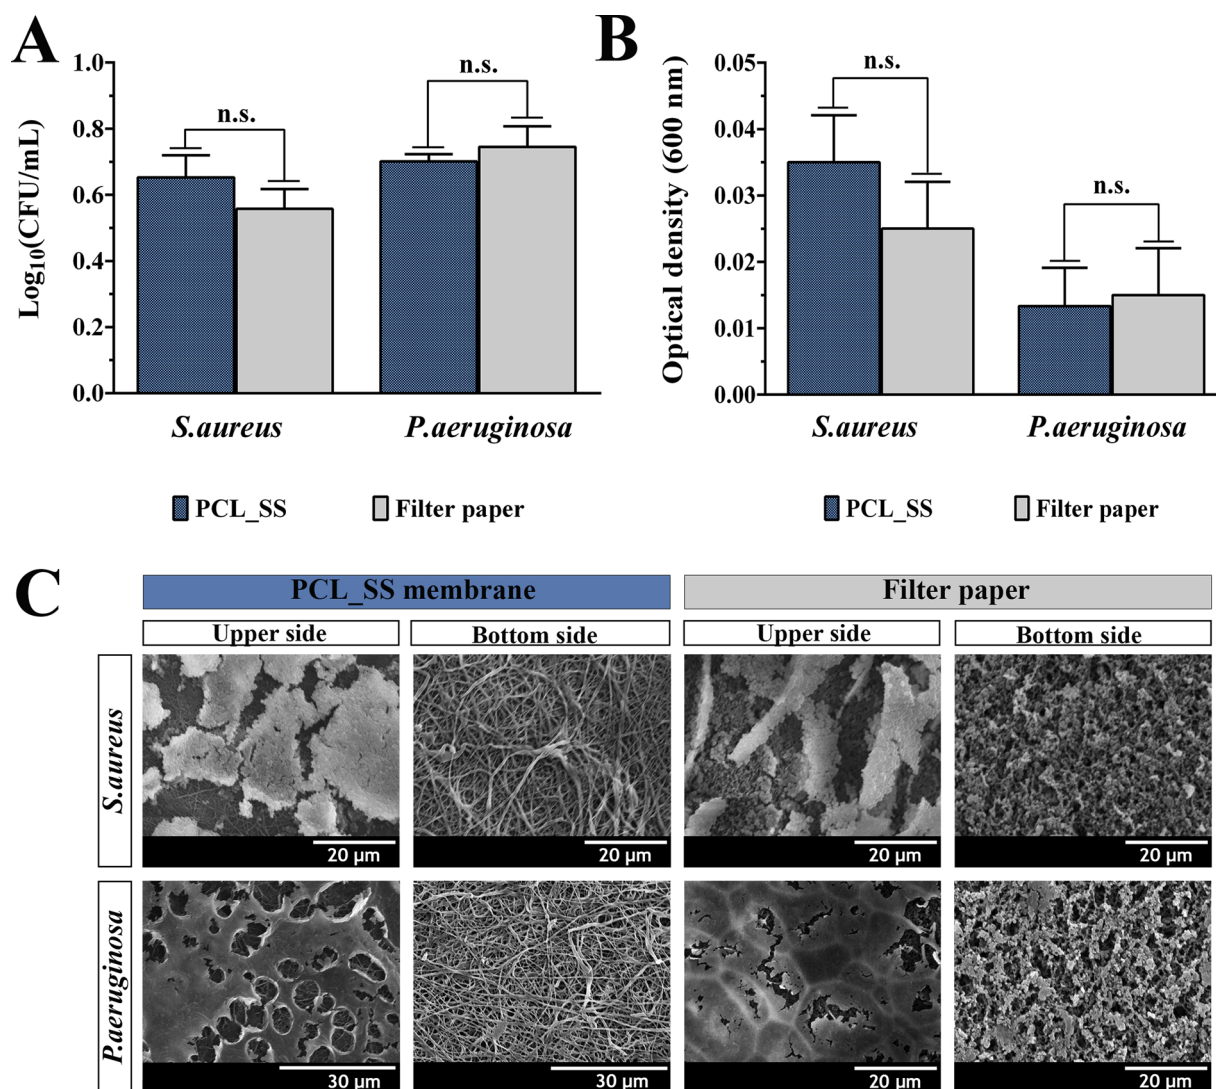 A
Log10(CFU/mL)
1.0
0.8
0.6
0.4
0.2
0.0
n.s.
n.s.
S.aureus
P.aeruginosa
PCL_SS
Filter paper
B
Optical density (600 nm)
0.05
0.04
0.03
0.02
0.01
0.00
n.s.
n.s.
S.aureus
P.aeruginosa
PCL_SS
Filter paper
C
PCL_SS membrane
Filter paper
Upper side
Bottom side
Upper side
Bottom side
S.aureus
20 µm
20 µm
20 µm
20 µm
P.aeruginosa
30 µm
30 µm
20 µm
20 µm